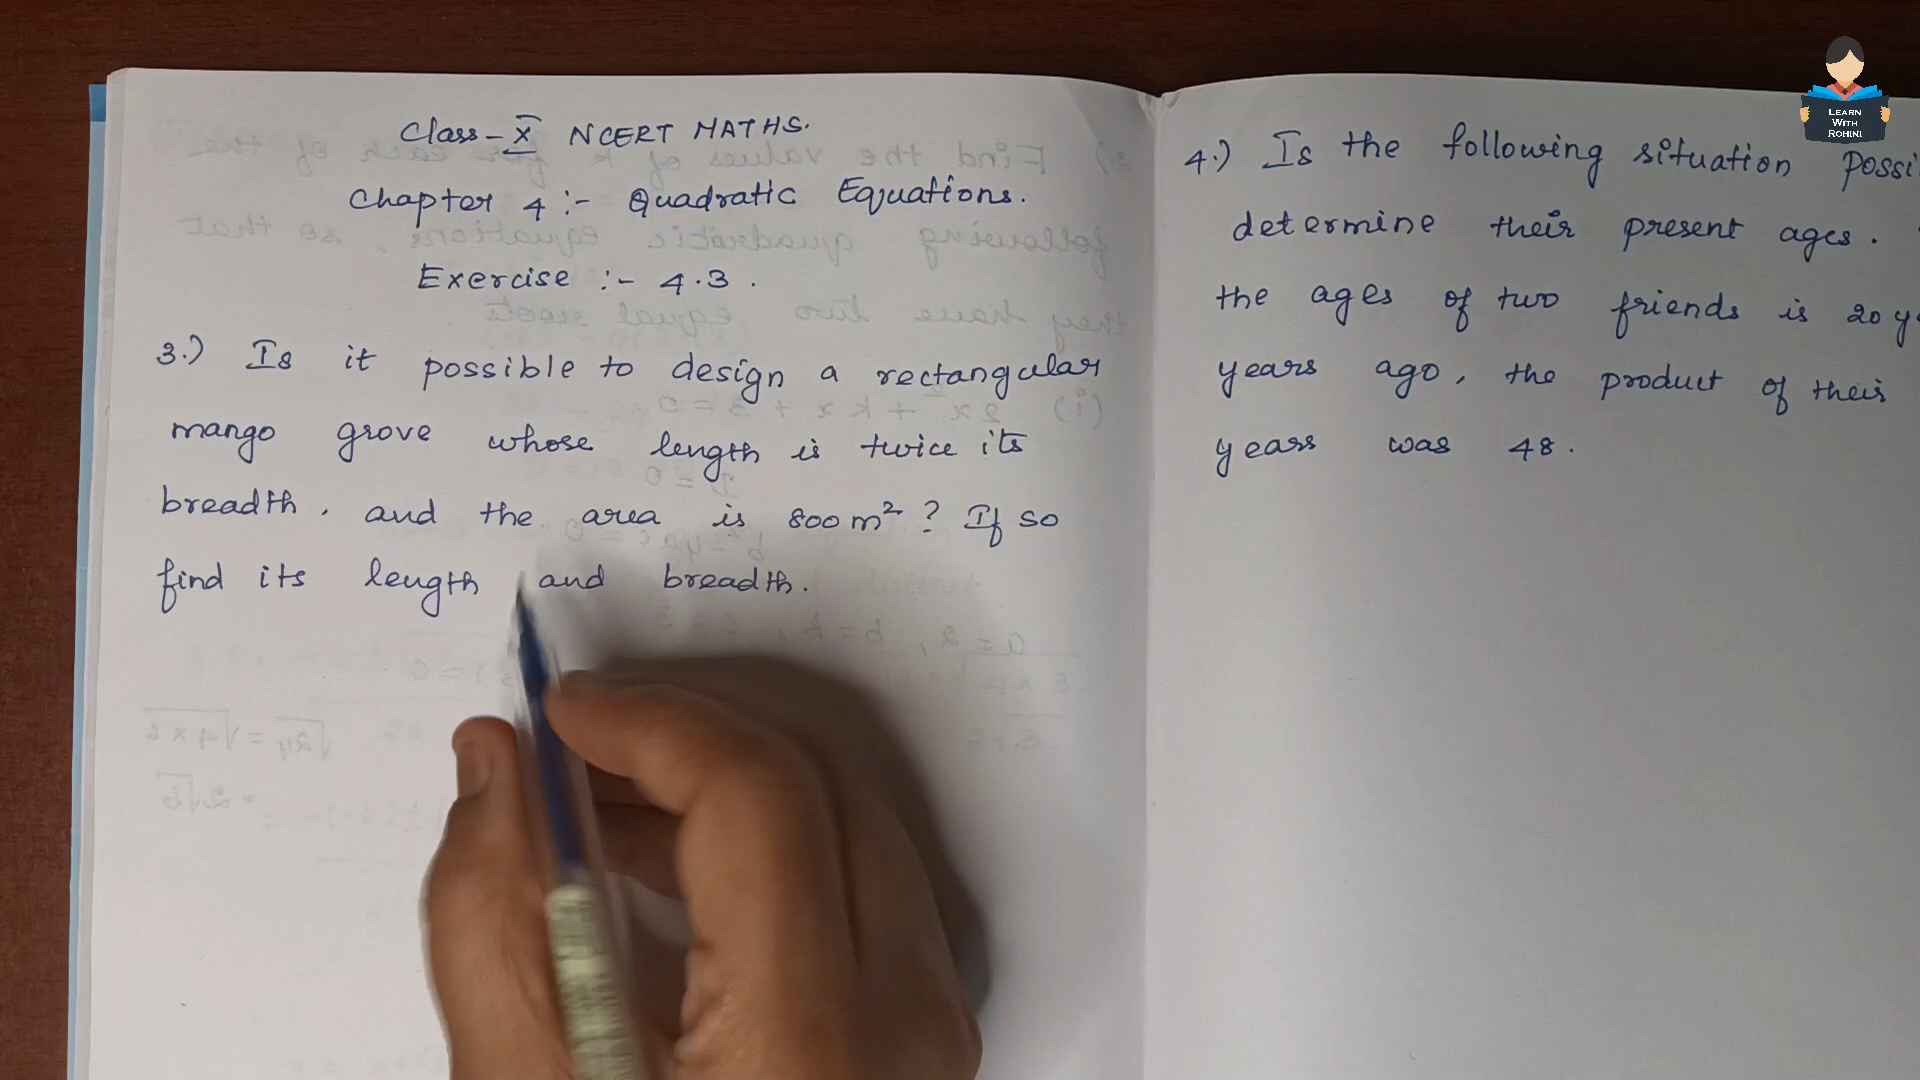 Class - X NCERT MATHS.
Chapter 4 :- Quadratic Equations.
Exercise :- 4.3 .
3.) Is it possible to design a rectangular
mango grove whose length is twice its
breadth, and the area is 800 m² ? If so
find its length and breadth.
4.) Is the following situation
determine their present ages.
the ages of two friends is 20
years ago, the product of their
years was 48.
LEARN
WITH
ROHINI